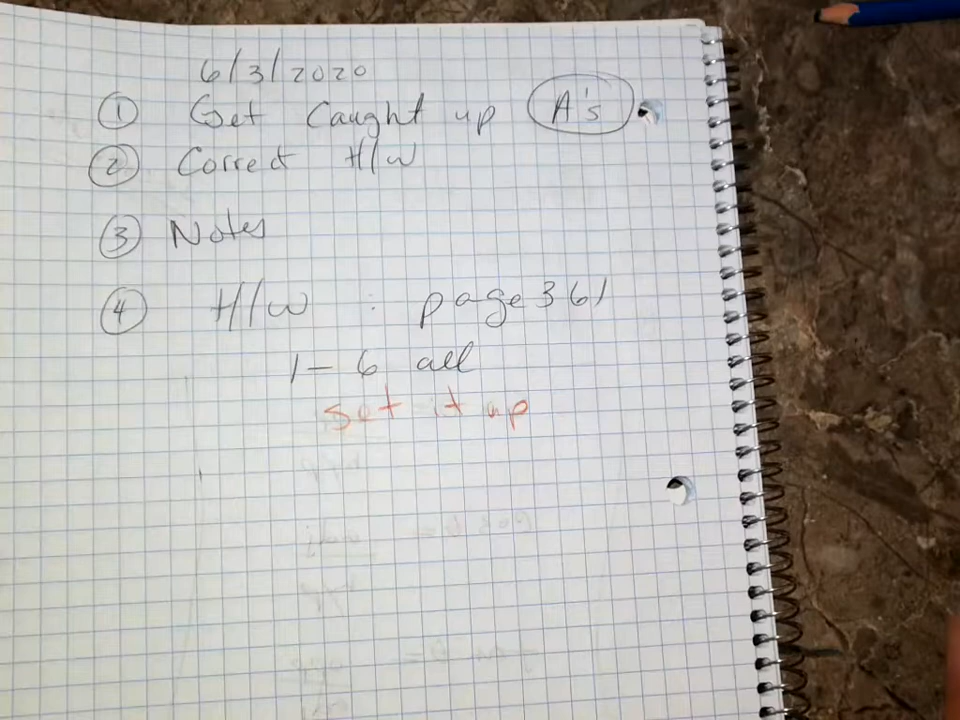 6/3/2020
① Get Caught up A's
② Correct H/W
③ Notes
④ H/W : page 361
1-6 all
set it up